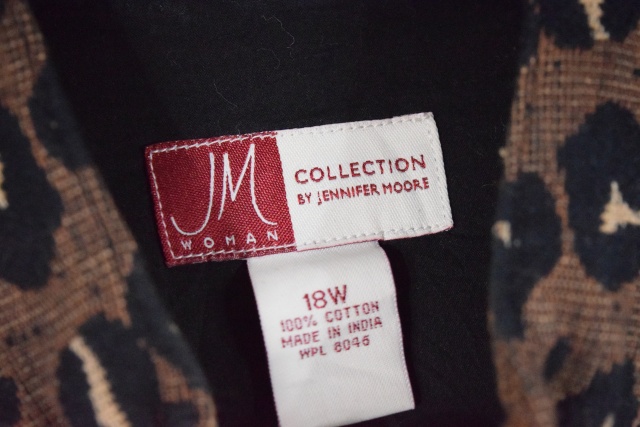 JM
WOMAN
COLLECTION
BY JENNIFER MOORE
18W
100% COTTON
MADE IN INDIA
WPL 8046